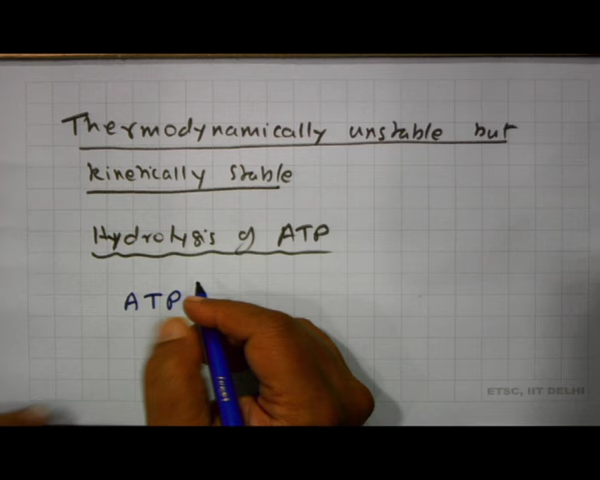 Thermodynamically unstable but
kinetically stable
Hydrolysis of ATP
ATP
ETSC, IIT DELHI